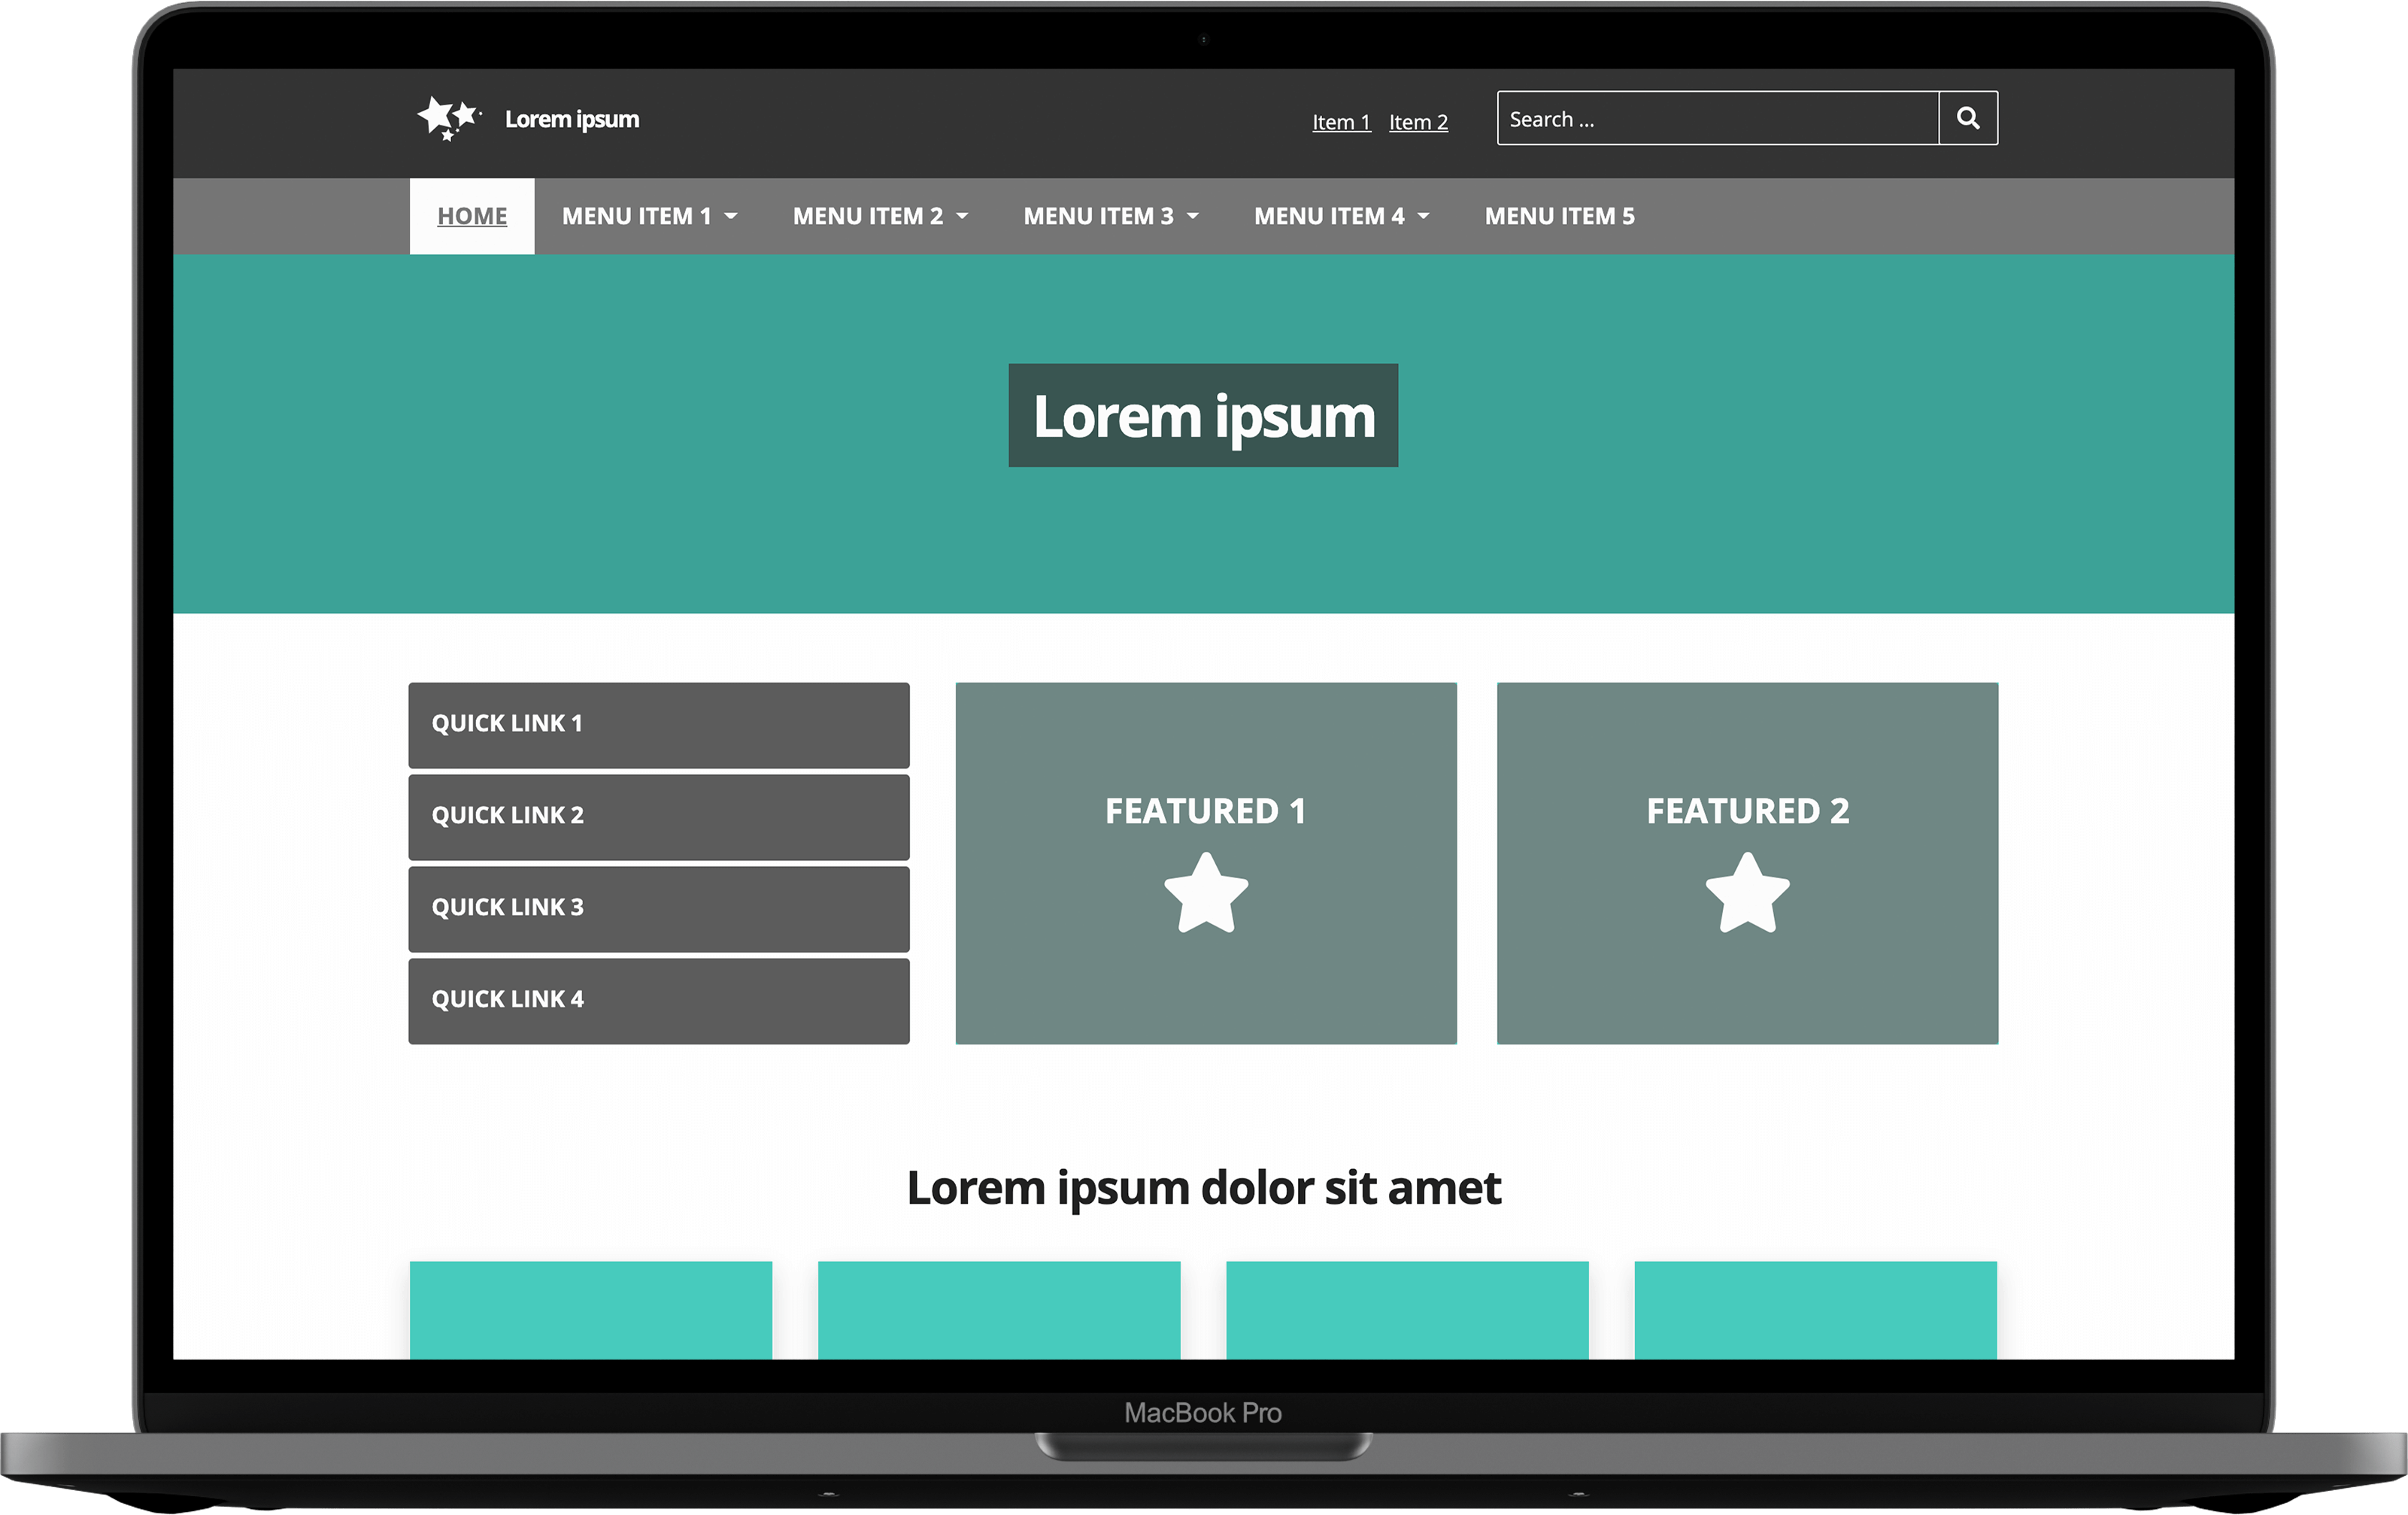 Lorem ipsum
Item 1 Item 2
Search ...
HOME MENU ITEM 1 MENU ITEM 2 MENU ITEM 3 MENU ITEM 4 MENU ITEM 5
Lorem ipsum
QUICK LINK 1
QUICK LINK 2
QUICK LINK 3
QUICK LINK 4
FEATURED 1
FEATURED 2
Lorem ipsum dolor sit amet
MacBook Pro